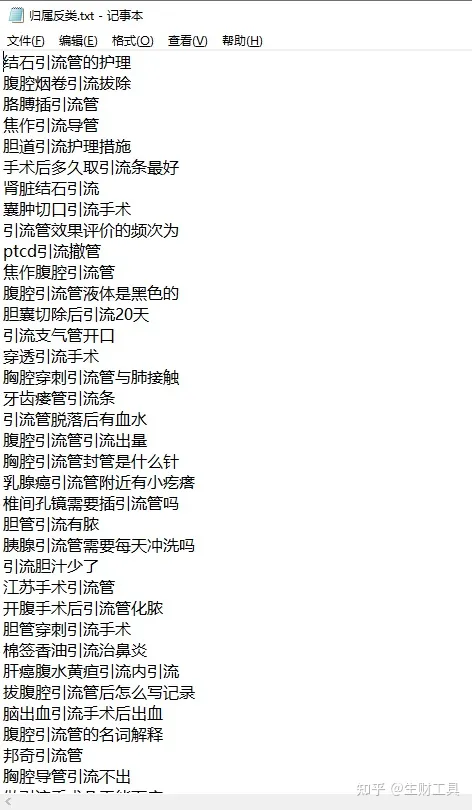 归属反类.txt - 记事本
文件(F) 编辑(E) 格式(O) 查看(V) 帮助(H)
结石引流管的护理
腹腔烟卷引流拔除
胳膊插引流管
焦作引流导管
胆道引流护理措施
手术后多久取引流条最好
肾脏结石引流
囊肿切口引流手术
引流管效果评价的频次为
ptcd引流撤管
焦作腹腔引流管
腹腔引流管液体是黑色的
胆囊切除后引流20天
引流支气管开口
穿透引流手术
胸腔穿刺引流管与肺接触
牙齿瘘管引流条
引流管脱落后有血水
腹腔引流管引流出量
胸腔引流管封管是什么针
乳腺癌引流管附近有小疙瘩
椎间孔镜需要插引流管吗
胆管引流有脓
胰腺引流管需要每天冲洗吗
引流胆汁少了
江苏手术引流管
开腹手术后引流管化脓
胆管穿刺引流手术
棉签香油引流治鼻炎
肝癌腹水黄疸引流内引流
拔腹腔引流管后怎么写记录
脑出血引流手术后出血
腹腔引流管的名词解释
邦奇引流管
胸腔导管引流不出
知乎 @生财工具